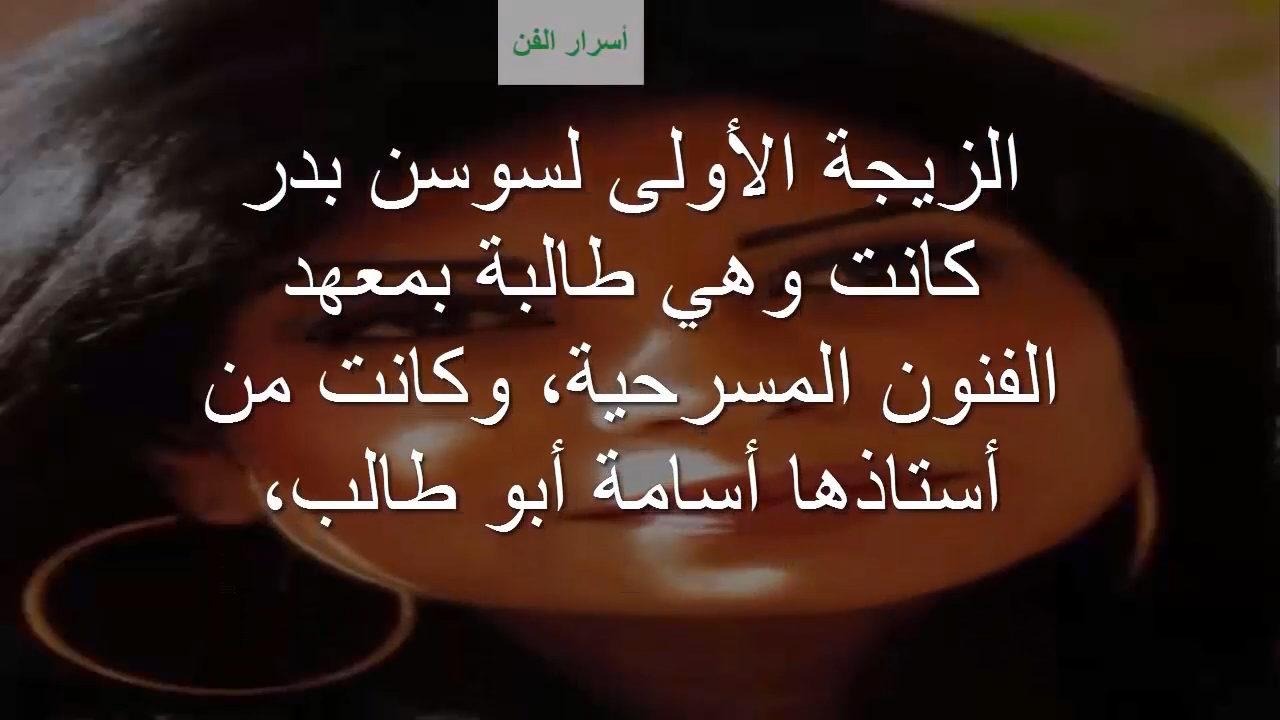 أسرار الفن
الزيجة الأولى لسوسن بدر
كانت وهي طالبة بمعهد
الفنون المسرحية، وكانت من
أستاذها أسامة أبو طالب،